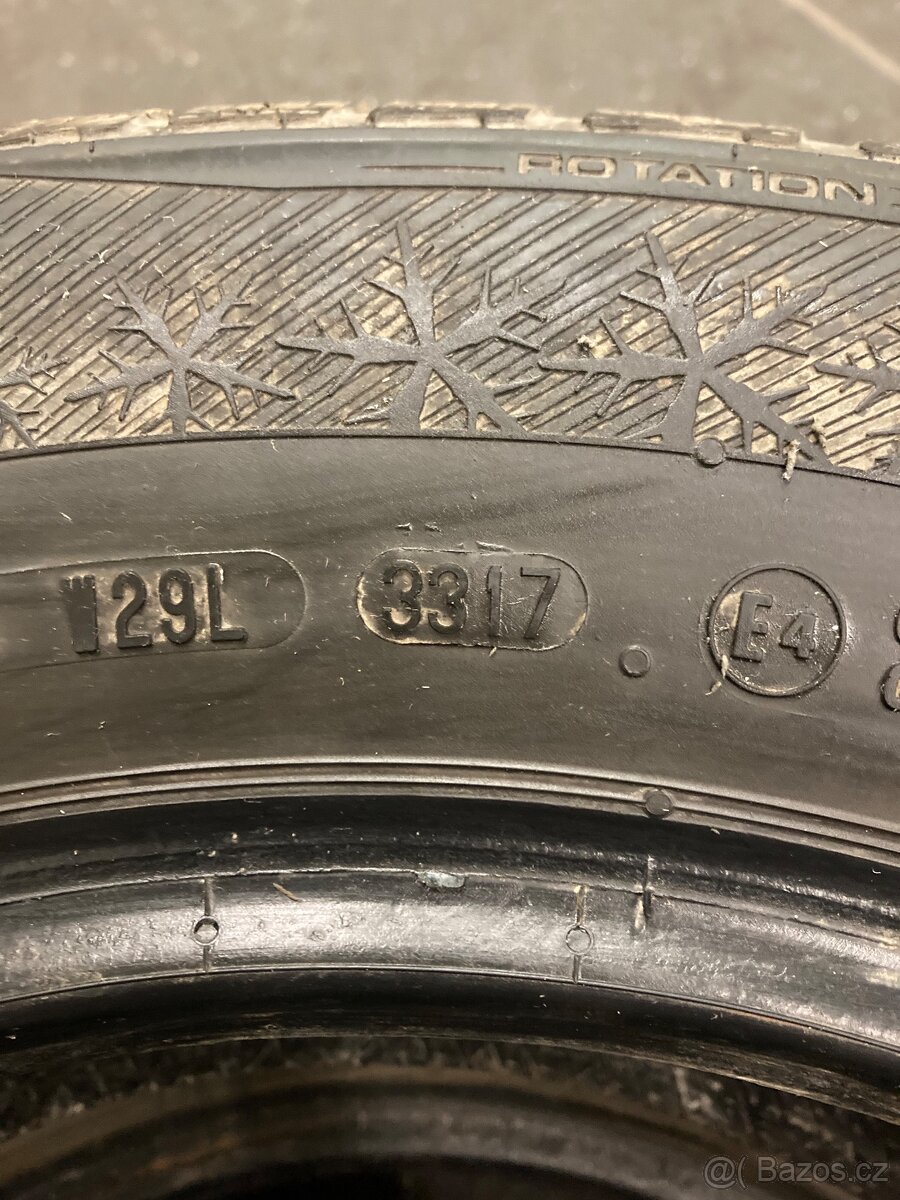 ROTATION
129L 3317 E4
@( Bazos.cz